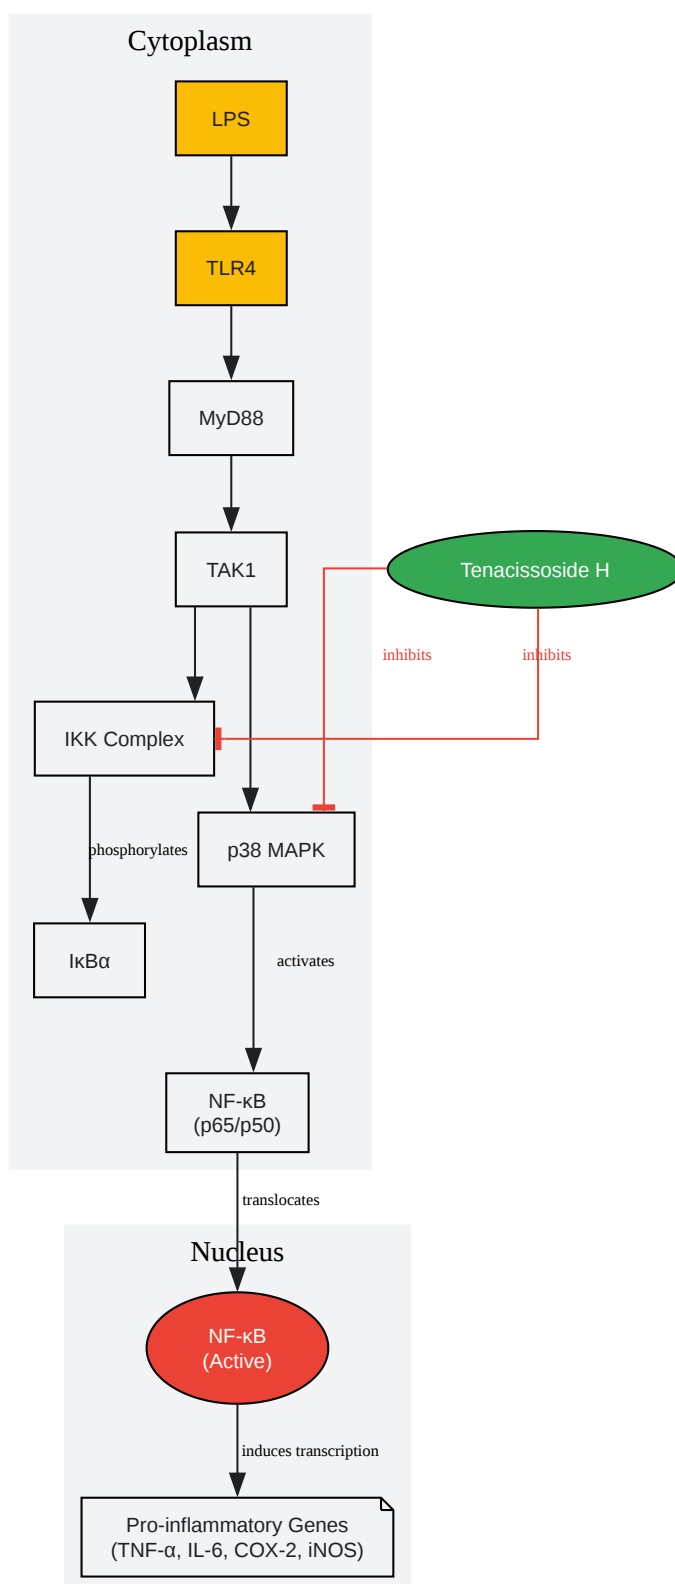 Cytoplasm
LPS
TLR4
MyD88
TAK1
Tenacissoside H
inhibits
inhibits
IKK Complex
phosphorylates
p38 MAPK
IκBα
activates
NF-κB
(p65/p50)
translocates
Nucleus
NF-κB
(Active)
induces transcription
Pro-inflammatory Genes
(TNF-α, IL-6, COX-2, iNOS)